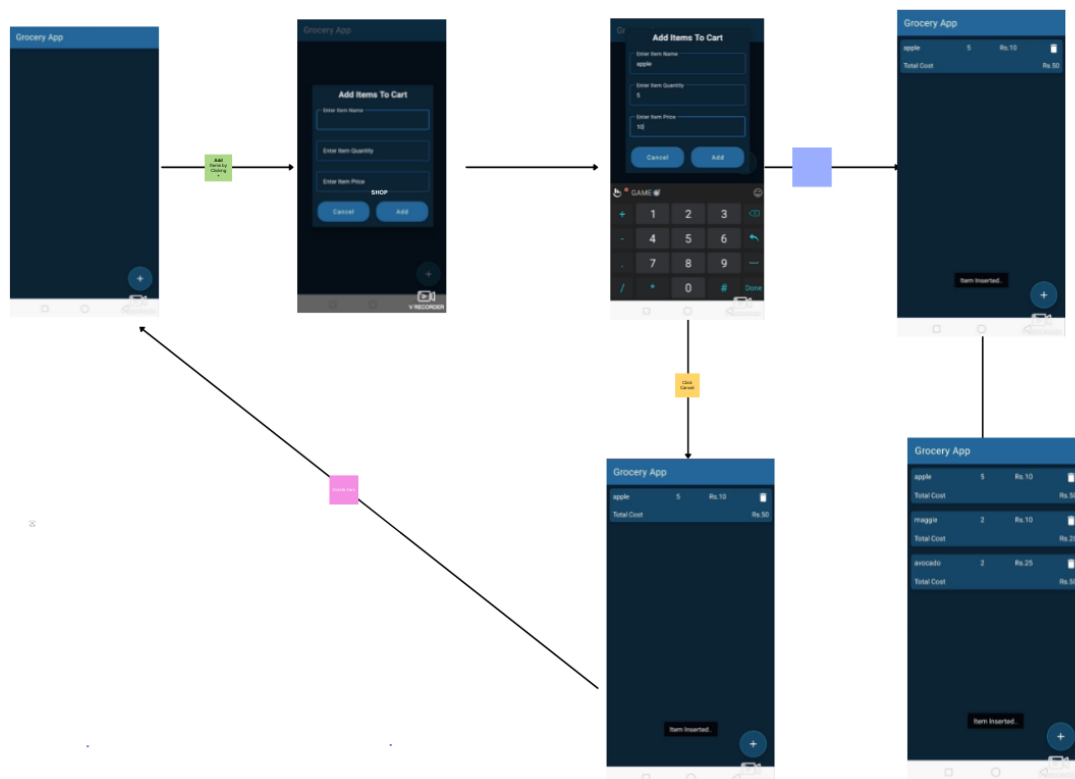 Grocery App
Grocery App
Add Items To Cart
Enter Item Name
Enter Item Quantity
Enter Item Price
SHOP
Cancel Add
V RECORDER
Add Items by Clicking +
Gr
Add Items To Cart
Enter Item Name
apple
Enter Item Quantity
5
Enter Item Price
10
Cancel Add
GAME
+ 1 2 3
- 4 5 6
. 7 8 9
/ * 0 # Done
Grocery App
apple 5 Rs.10
Total Cost Rs.50
Item Inserted..
+
Click Cancel
Grocery App
apple 5 Rs.10
Total Cost Rs.50
Item Inserted..
+
Grocery App
apple 5 Rs.10
Total Cost
maggie 2 Rs.10
Total Cost
avocado 2 Rs.25
Total Cost
Item Inserted..
+